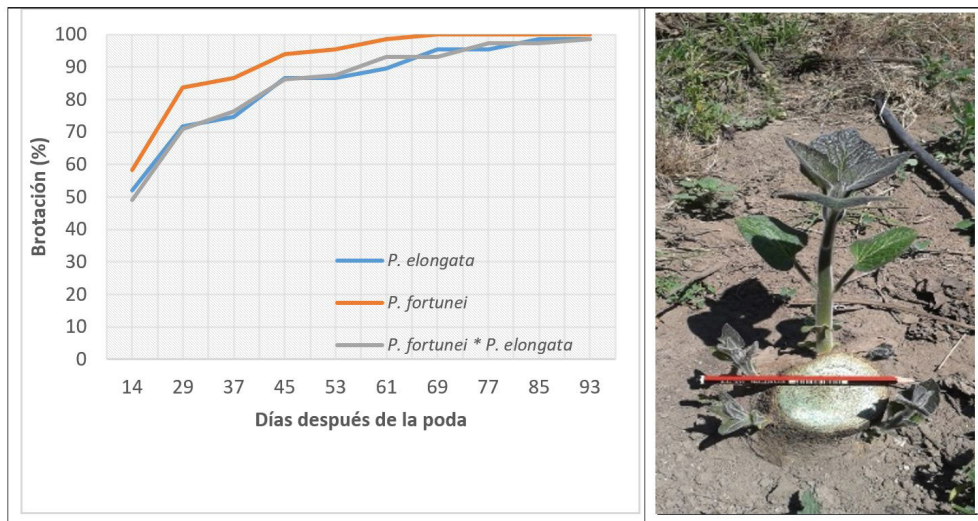 100
90
80
70
60
50
40
30
20
10
0
Brotación (%)
P. elongata
P. fortunei
P. fortunei * P. elongata
14 29 37 45 53 61 69 77 85 93
Días después de la poda